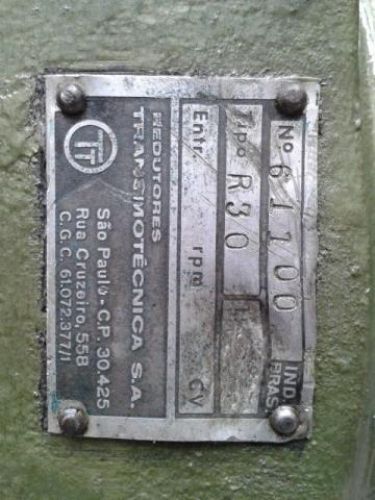 Nº 61100 IND.
BRAS
Tipo R30
Entr. rpm CV
REDUTORES
TRANSMOTÉCNICA S.A.
TT
São Paulo - C.P. 30.425
Rua Cruzeiro, 558
C.G.C. 61.072.377/1